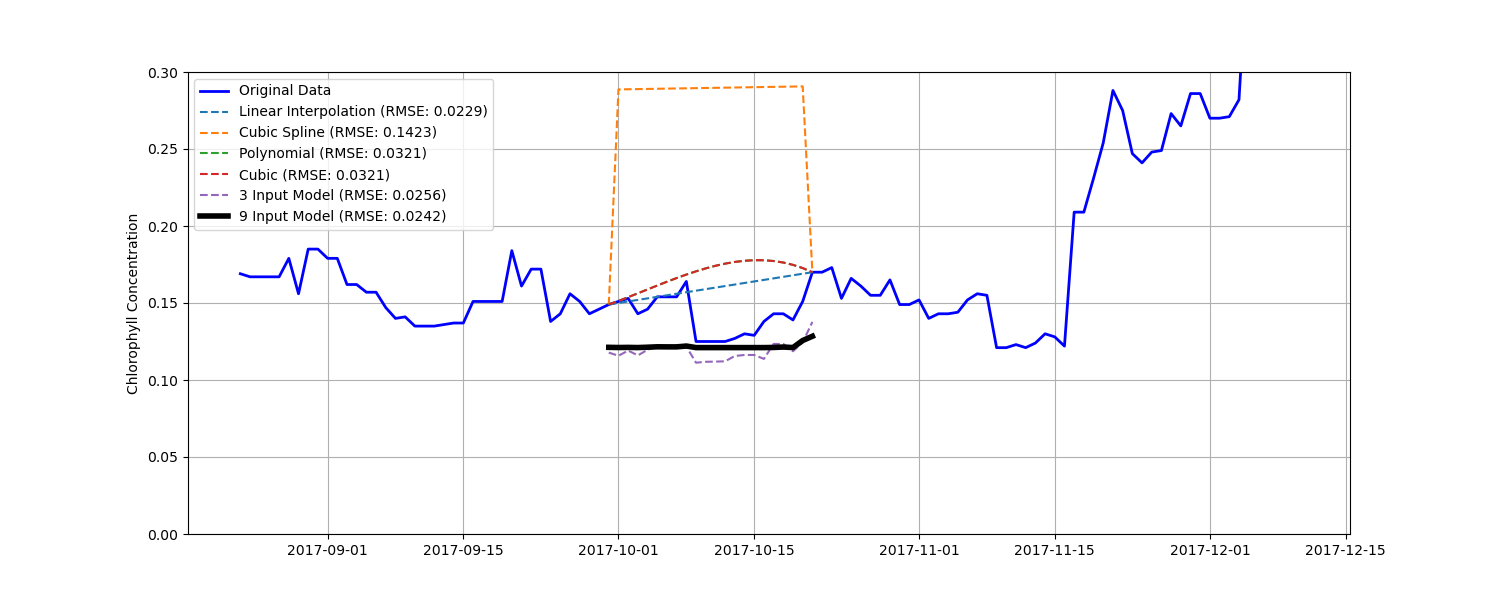 Original Data
Linear Interpolation (RMSE: 0.0229)
Cubic Spline (RMSE: 0.1423)
Polynomial (RMSE: 0.0321)
Cubic (RMSE: 0.0321)
3 Input Model (RMSE: 0.0256)
9 Input Model (RMSE: 0.0242)
Chlorophyll Concentration
0.30
0.25
0.20
0.15
0.10
0.05
0.00
2017-09-01 2017-09-15 2017-10-01 2017-10-15 2017-11-01 2017-11-15 2017-12-01 2017-12-15